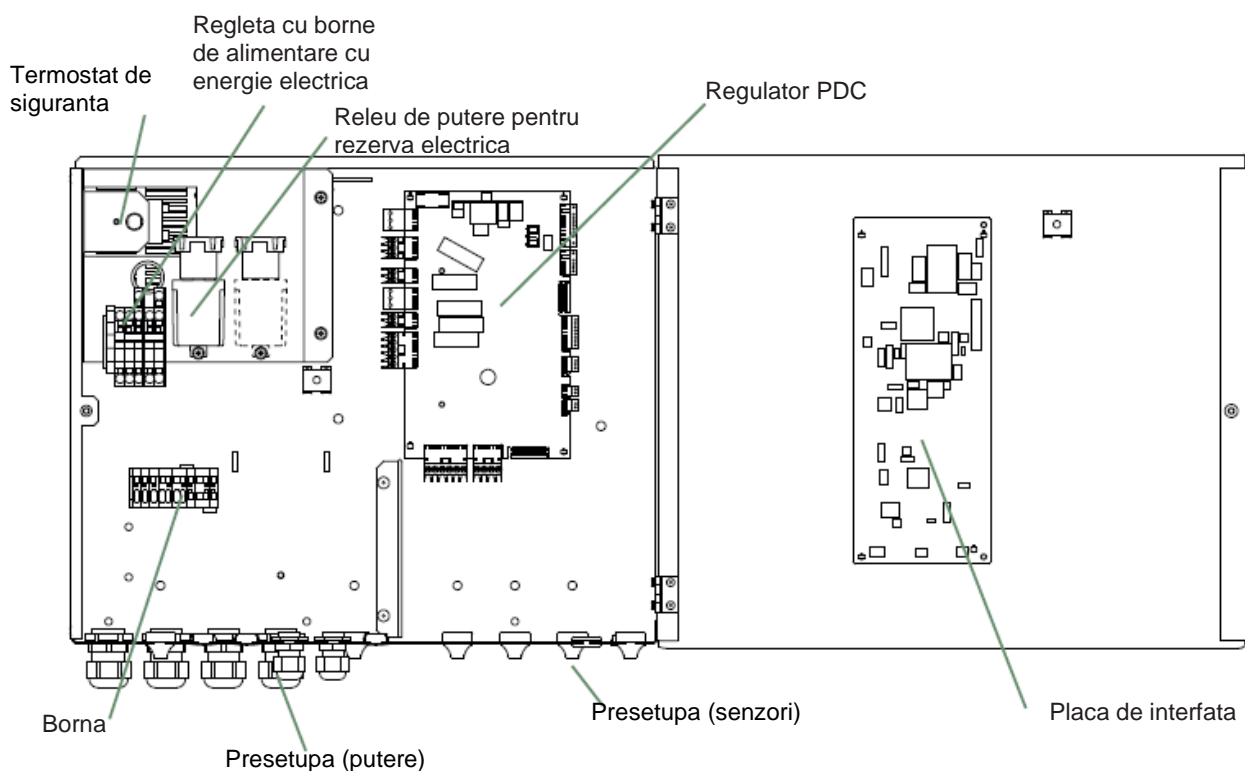 Regleta cu borne
de alimentare cu
energie electrica
Termostat de
siguranta
Releu de putere pentru
rezerva electrica
Regulator PDC
Borna
Presetupa (putere)
Presetupa (senzori)
Placa de interfata